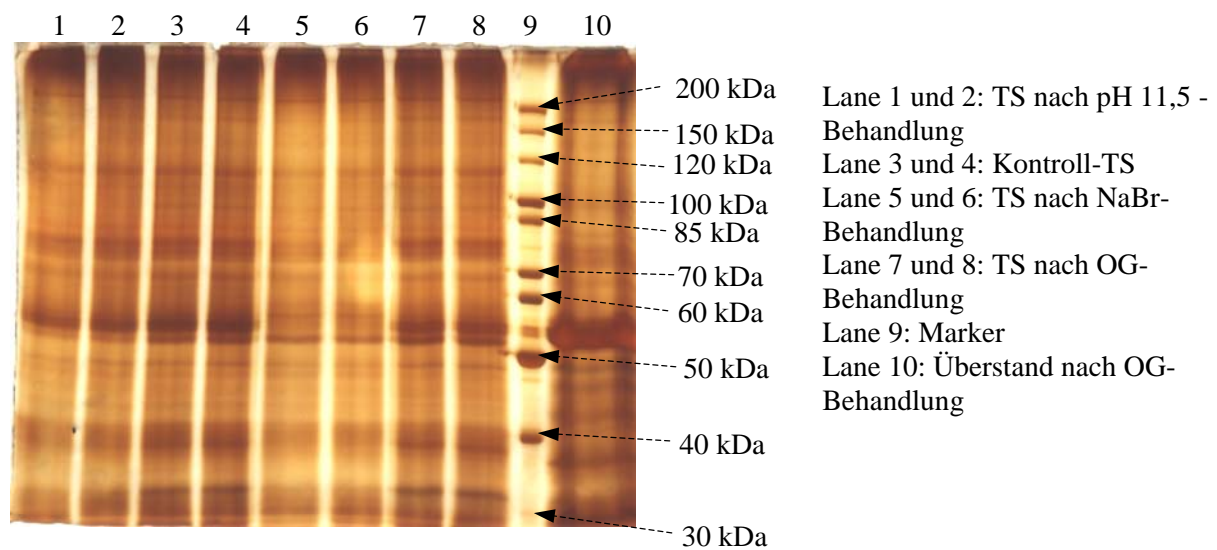 1 2 3 4 5 6 7 8 9 10
200 kDa
150 kDa
120 kDa
100 kDa
85 kDa
70 kDa
60 kDa
50 kDa
40 kDa
30 kDa
Lane 1 und 2: TS nach pH 11,5 -
Behandlung
Lane 3 und 4: Kontroll-TS
Lane 5 und 6: TS nach NaBr-
Behandlung
Lane 7 und 8: TS nach OG-
Behandlung
Lane 9: Marker
Lane 10: Überstand nach OG-
Behandlung